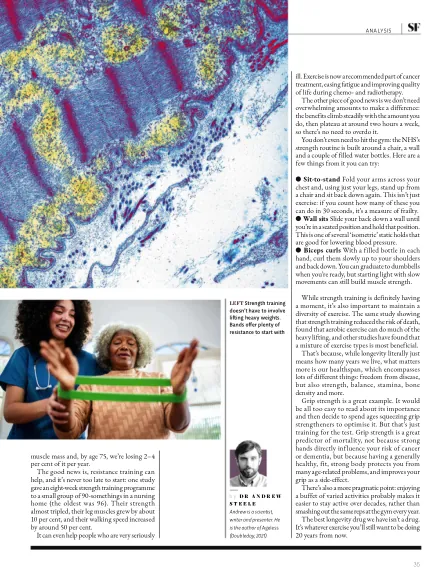 ANALYSIS
SF
muscle mass and, by age 75, we're losing 2–4
per cent of it per year.
The good news is, resistance training can
help, and it's never too late to start: one study
gave an eight-week strength training programme
to a small group of 90-somethings in a nursing
home (the oldest was 96). Their strength
almost tripled, their leg muscles grew by about
10 per cent, and their walking speed increased
by around 50 per cent.
It can even help people who are very seriously
LEFT Strength training
doesn't have to involve
lifting heavy weights.
Bands offer plenty of
resistance to start with
by DR ANDREW
STEELE
Andrew is a scientist,
writer and presenter. He
is the author of Ageless
(Doubleday, 2021).
ill. Exercise is now a recommended part of cancer
treatment, easing fatigue and improving quality
of life during chemo- and radiotherapy.
The other piece of good news is we don't need
overwhelming amounts to make a difference:
the benefits climb steadily with the amount you
do, then plateau at around two hours a week,
so there's no need to overdo it.
You don't even need to hit the gym: the NHS's
strength routine is built around a chair, a wall
and a couple of filled water bottles. Here are a
few things from it you can try:
● Sit-to-stand Fold your arms across your
chest and, using just your legs, stand up from
a chair and sit back down again. This isn't just
exercise: if you count how many of these you
can do in 30 seconds, it's a measure of frailty.
● Wall sits Slide your back down a wall until
you're in a seated position and hold that position.
This is one of several 'isometric' static holds that
are good for lowering blood pressure.
● Biceps curls With a filled bottle in each
hand, curl them slowly up to your shoulders
and back down. You can graduate to dumbbells
when you're ready, but starting light with slow
movements can still build muscle strength.
While strength training is definitely having
a moment, it's also important to maintain a
diversity of exercise. The same study showing
that strength training reduced the risk of death,
found that aerobic exercise can do much of the
heavy lifting, and other studies have found that
a mixture of exercise types is most beneficial.
That's because, while longevity literally just
means how many years we live, what matters
more is our healthspan, which encompasses
lots of different things: freedom from disease,
but also strength, balance, stamina, bone
density and more.
Grip strength is a great example. It would
be all too easy to read about its importance
and then decide to spend ages squeezing grip
strengtheners to optimise it. But that's just
training for the test. Grip strength is a great
predictor of mortality, not because strong
hands directly influence your risk of cancer
or dementia, but because having a generally
healthy, fit, strong body protects you from
many age-related problems, and improves your
grip as a side-effect.
There's also a more pragmatic point: enjoying
a buffet of varied activities probably makes it
easier to stay active over decades, rather than
smashing out the same reps at the gym every year.
The best longevity drug we have isn't a drug.
It's whatever exercise you'll still want to be doing
20 years from now.